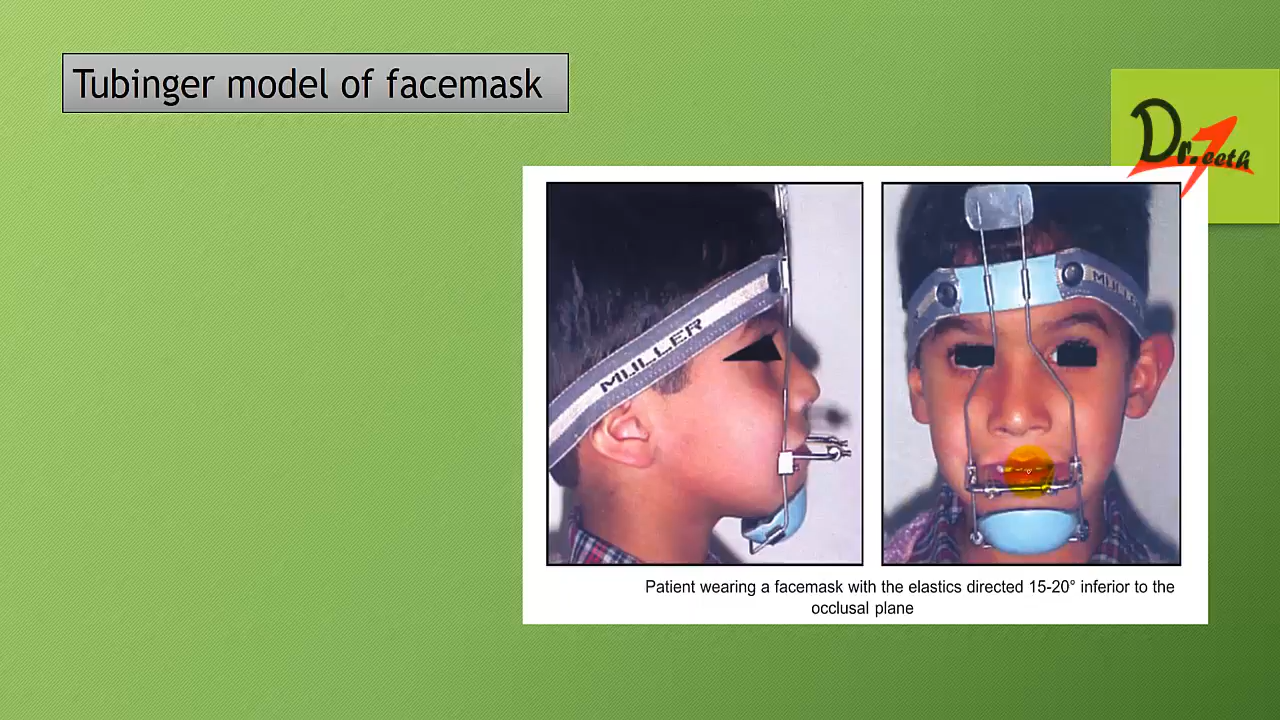 Tubinger model of facemask
Dr.Teeth
MULLER
MULLER
Patient wearing a facemask with the elastics directed 15-20° inferior to the
occlusal plane